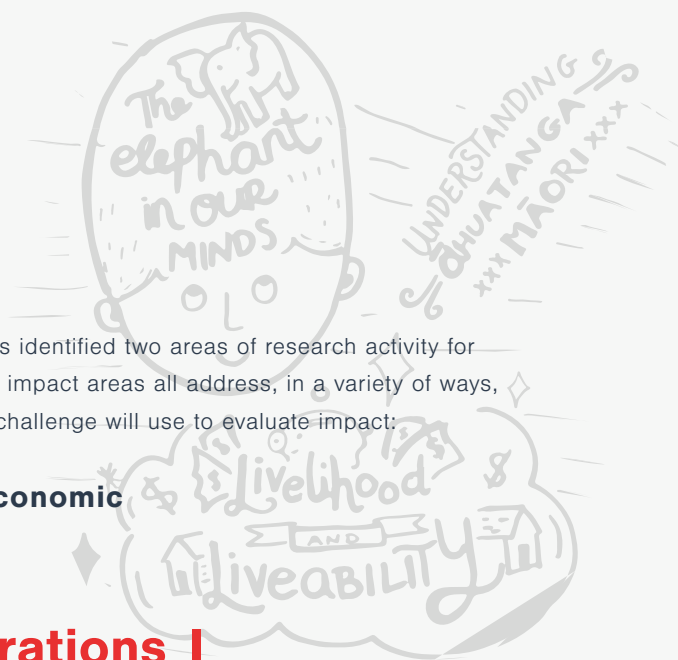 The
elephant
in our
MINDS
UNDERSTANDING
ĀHUATANGA
xxx MĀORI xxx
s identified two areas of research activity for
impact areas all address, in a variety of ways,
challenge will use to evaluate impact:
Livelihood
conomic
AND
LiveABILITY
rations I